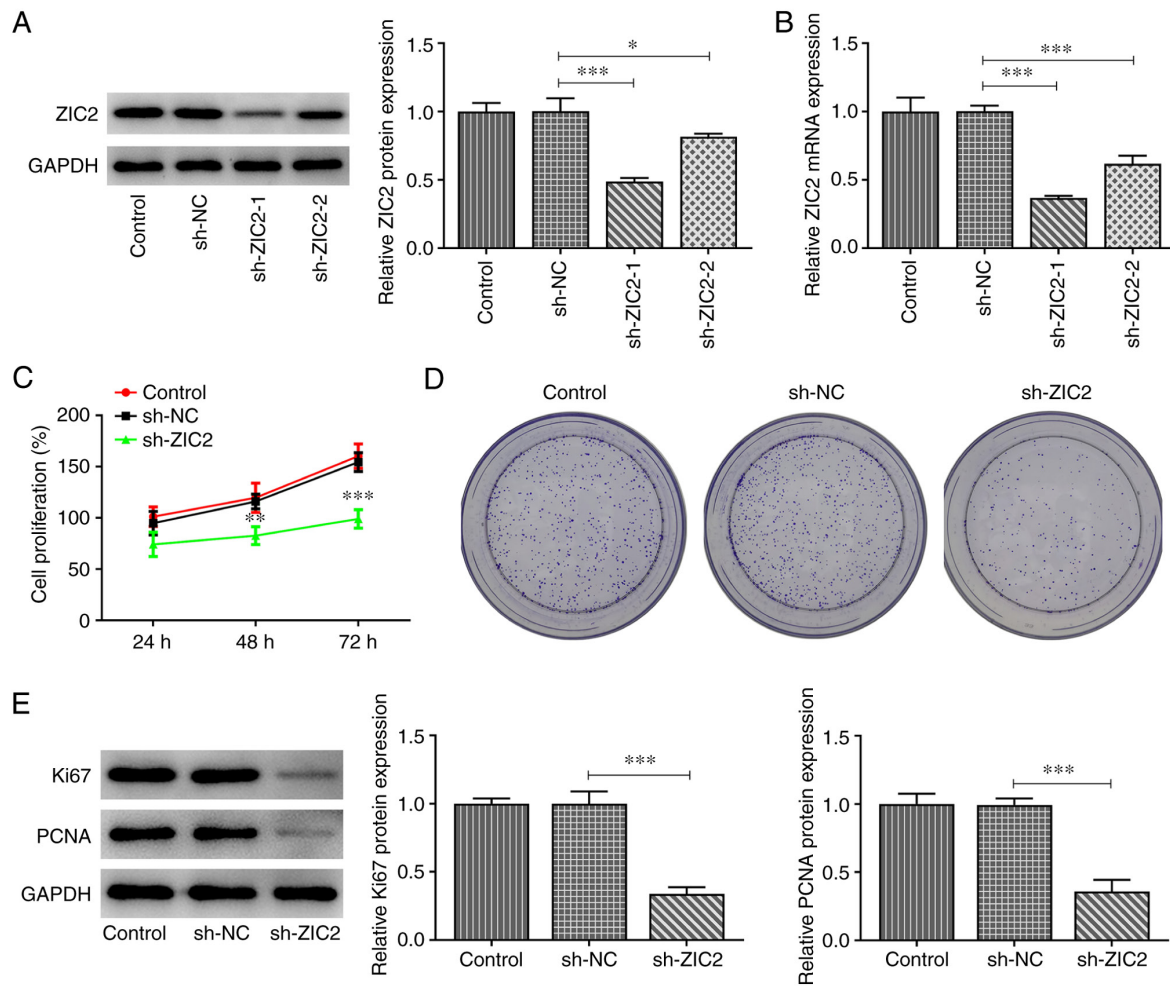 A
ZIC2
GAPDH
Control
sh-NC
sh-ZIC2-1
sh-ZIC2-2
Relative ZIC2 protein expression
1.5
1.0
0.5
0.0
***
*
Control
sh-NC
sh-ZIC2-1
sh-ZIC2-2
B
Relative ZIC2 mRNA expression
1.5
1.0
0.5
0.0
***
***
Control
sh-NC
sh-ZIC2-1
sh-ZIC2-2
C
Control
sh-NC
sh-ZIC2
Cell proliferation (%)
200
150
100
50
0
**
***
24 h
48 h
72 h
D
Control
sh-NC
sh-ZIC2
E
Ki67
PCNA
GAPDH
Control
sh-NC
sh-ZIC2
Relative Ki67 protein expression
1.5
1.0
0.5
0.0
***
Control
sh-NC
sh-ZIC2
Relative PCNA protein expression
1.5
1.0
0.5
0.0
***
Control
sh-NC
sh-ZIC2